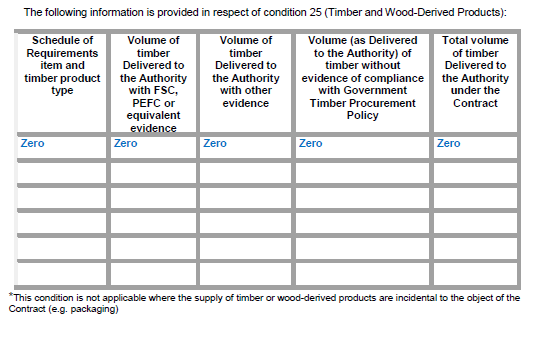 The following information is provided in respect of condition 25 (Timber and Wood-Derived Products):
Schedule of Requirements item and timber product type
Volume of timber Delivered to the Authority with FSC, PEFC or equivalent evidence
Volume of timber Delivered to the Authority with other evidence
Volume (as Delivered to the Authority) of timber without evidence of compliance with Government Timber Procurement Policy
Total volume of timber Delivered to the Authority under the Contract
Zero Zero Zero Zero Zero
*This condition is not applicable where the supply of timber or wood-derived products are incidental to the object of the
Contract (e.g. packaging)